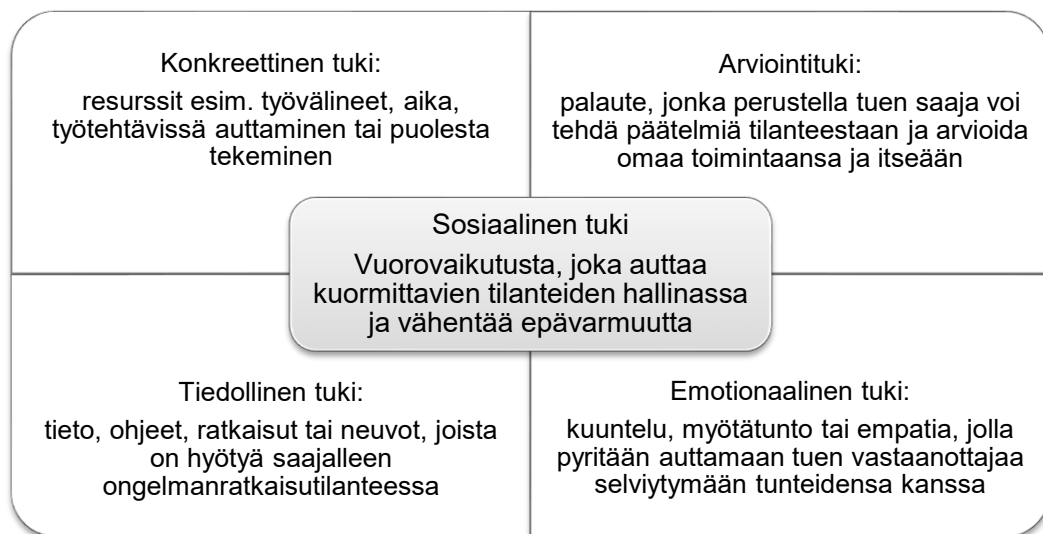 Konkreettinen tuki:
resurssit esim. työvälineet, aika,
työtehtävissä auttaminen tai puolesta
tekeminen
Arviointituki:
palaute, jonka perustella tuen saaja voi
tehdä päätelmiä tilanteestaan ja arvioida
omaa toimintaansa ja itseään
Sosiaalinen tuki
Vuorovaikutusta, joka auttaa
kuormittavien tilanteiden hallinassa
ja vähentää epävarmuutta
Tiedollinen tuki:
tieto, ohjeet, ratkaisut tai neuvot, joista
on hyötyä saajalleen
ongelmanratkaisutilanteessa
Emotionaalinen tuki:
kuuntelu, myötätunto tai empatia, jolla
pyritään auttamaan tuen vastaanottajaa
selviytymään tunteidensa kanssa